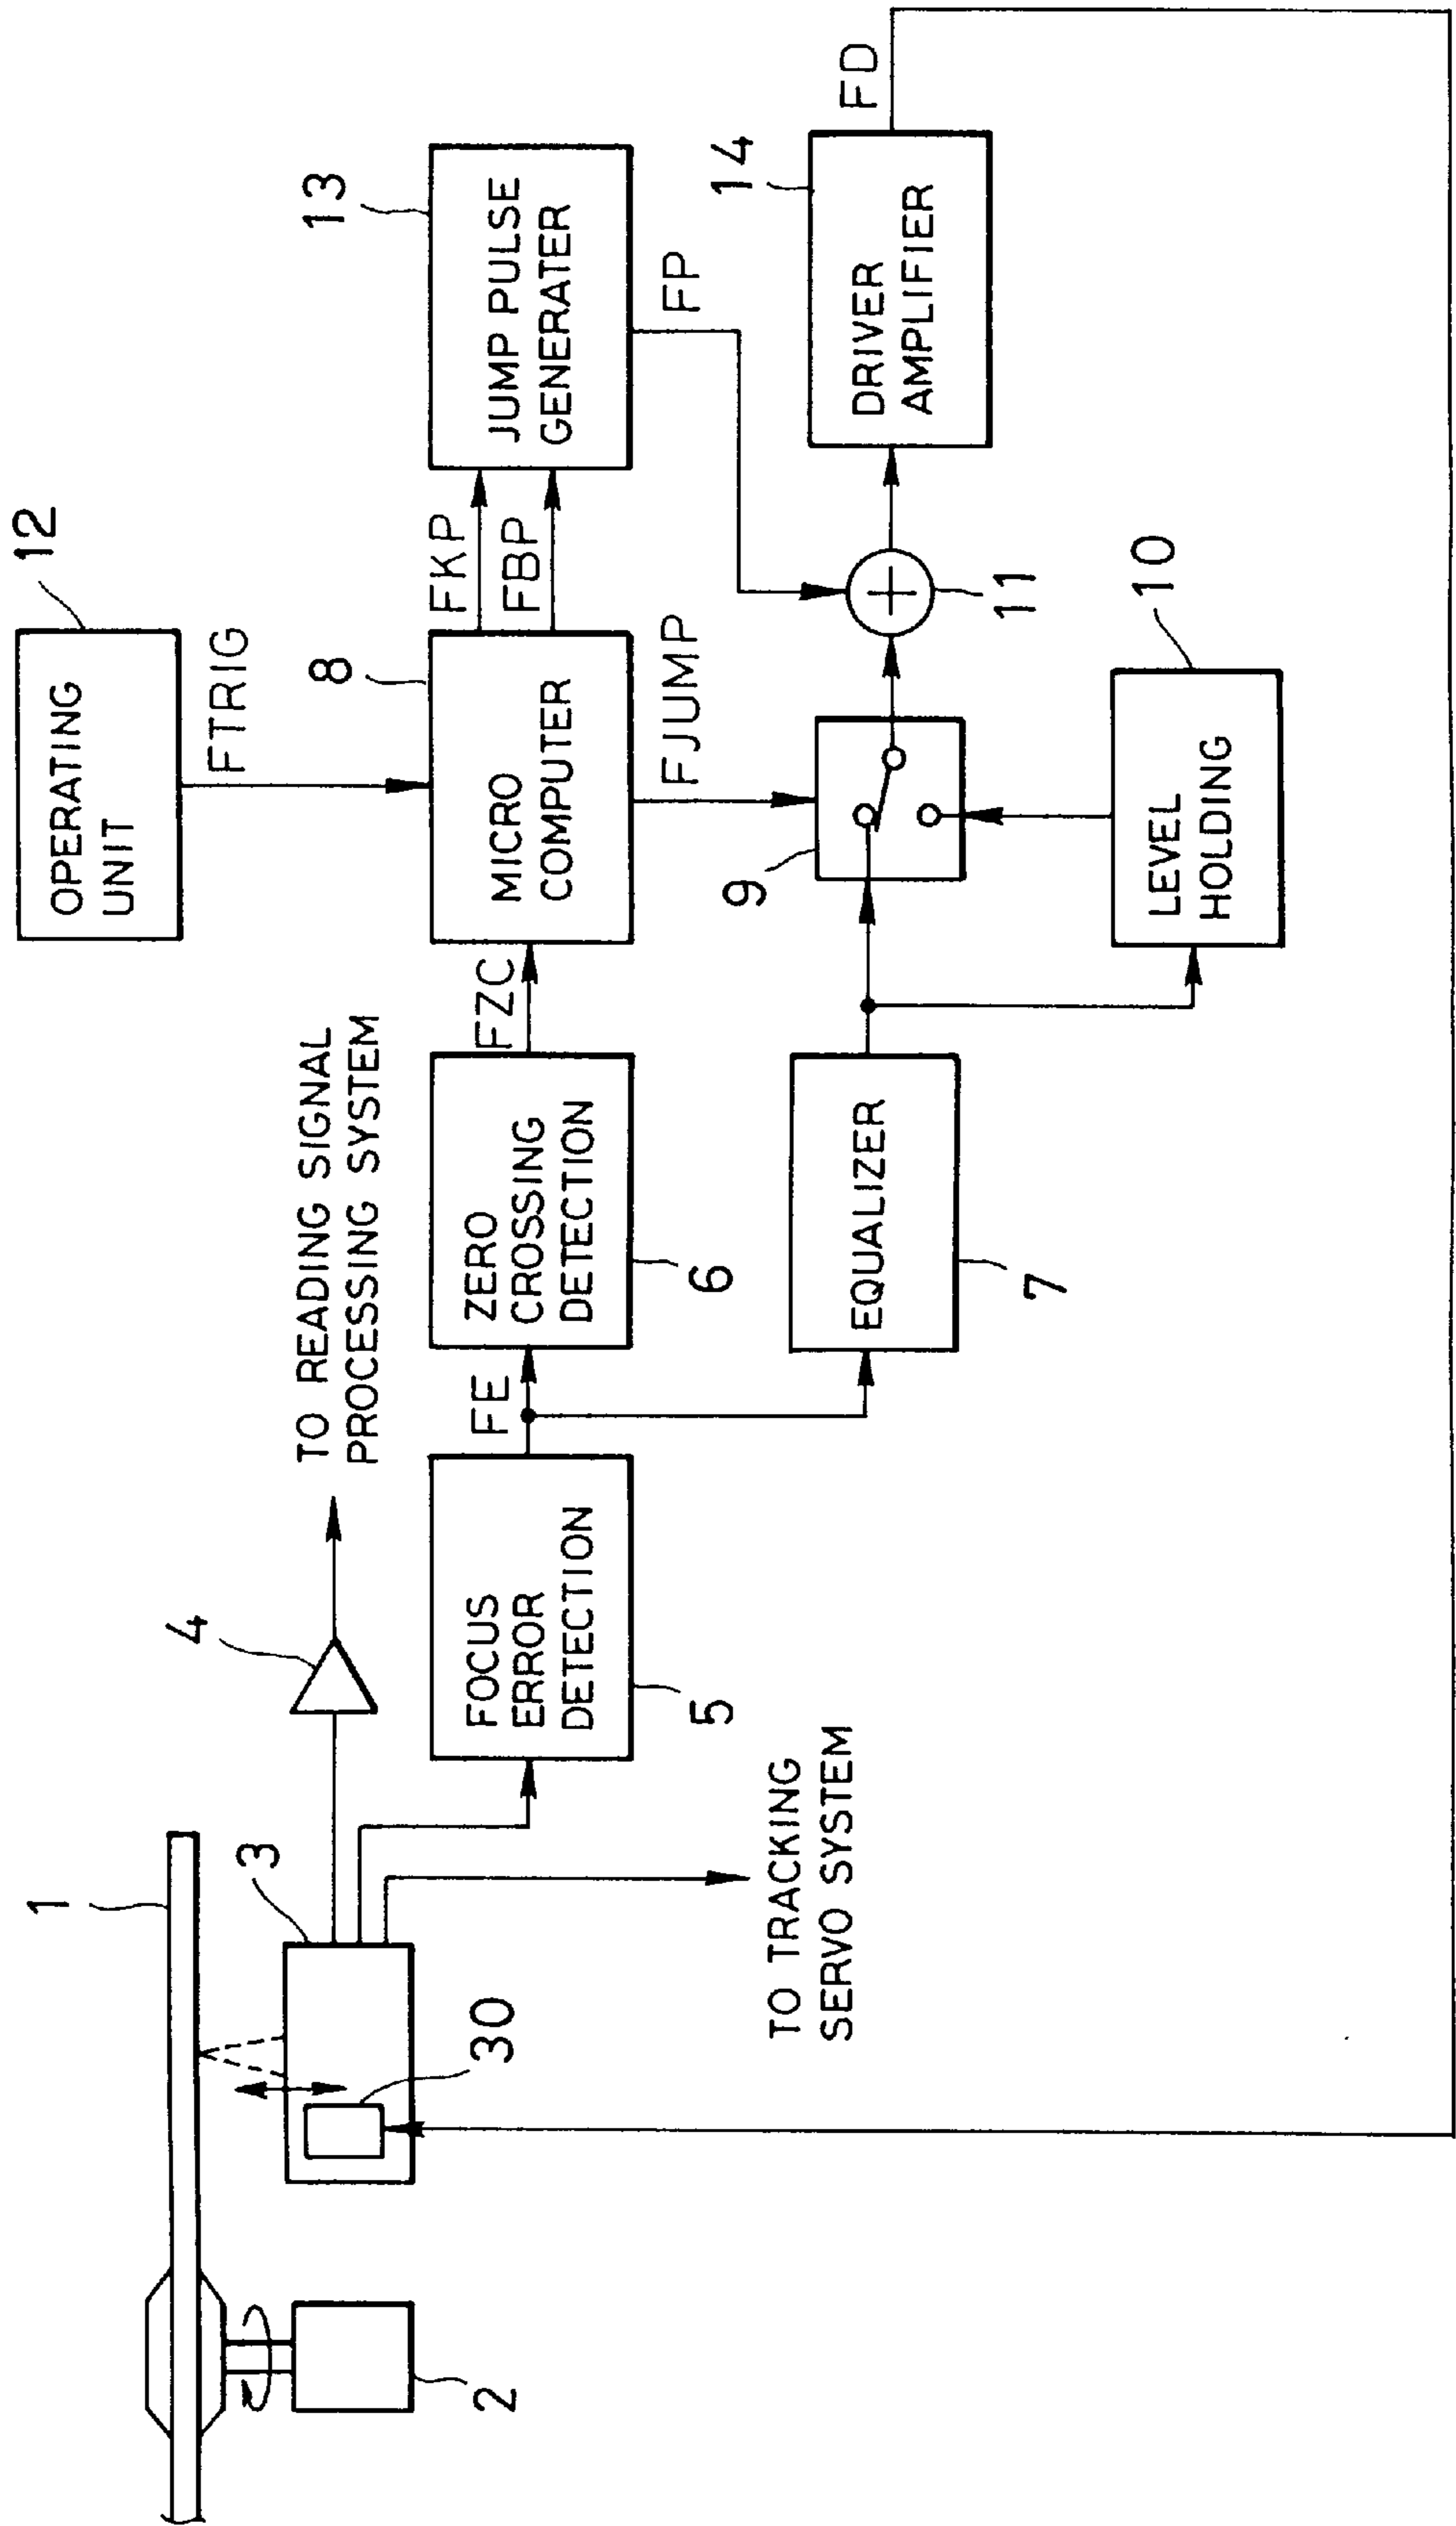 1
2
3
30
4
TO READING SIGNAL
PROCESSING SYSTEM
TO TRACKING
SERVO SYSTEM
FOCUS
ERROR
DETECTION
5
FE
ZERO
CROSSING
DETECTION
6
FZC
OPERATING
UNIT
12
FTRIG
MICRO
COMPUTER
8
FKP
FBP
FJUMP
JUMP PULSE
GENERATER
13
FP
EQUALIZER
7
9
LEVEL
HOLDING
10
11
DRIVER
AMPLIFIER
14
FD